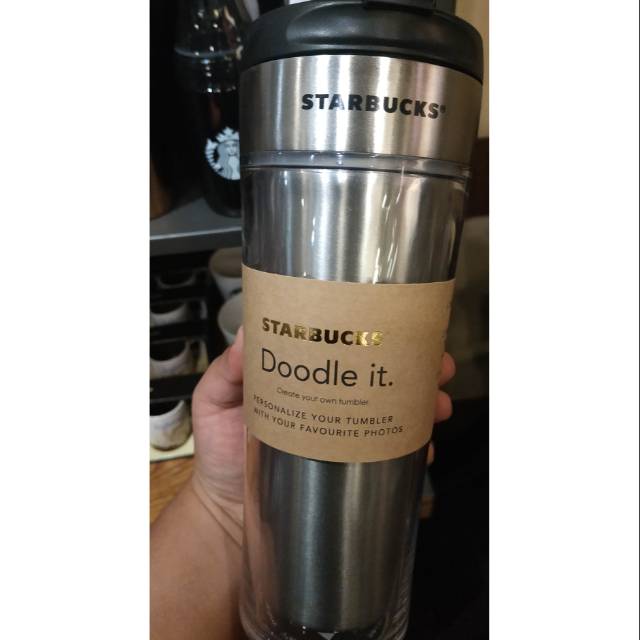 STARBUCKS®
STARBUCKS
Doodle it.
Create your own tumbler.
PERSONALIZE YOUR TUMBLER
WITH YOUR FAVOURITE PHOTOS